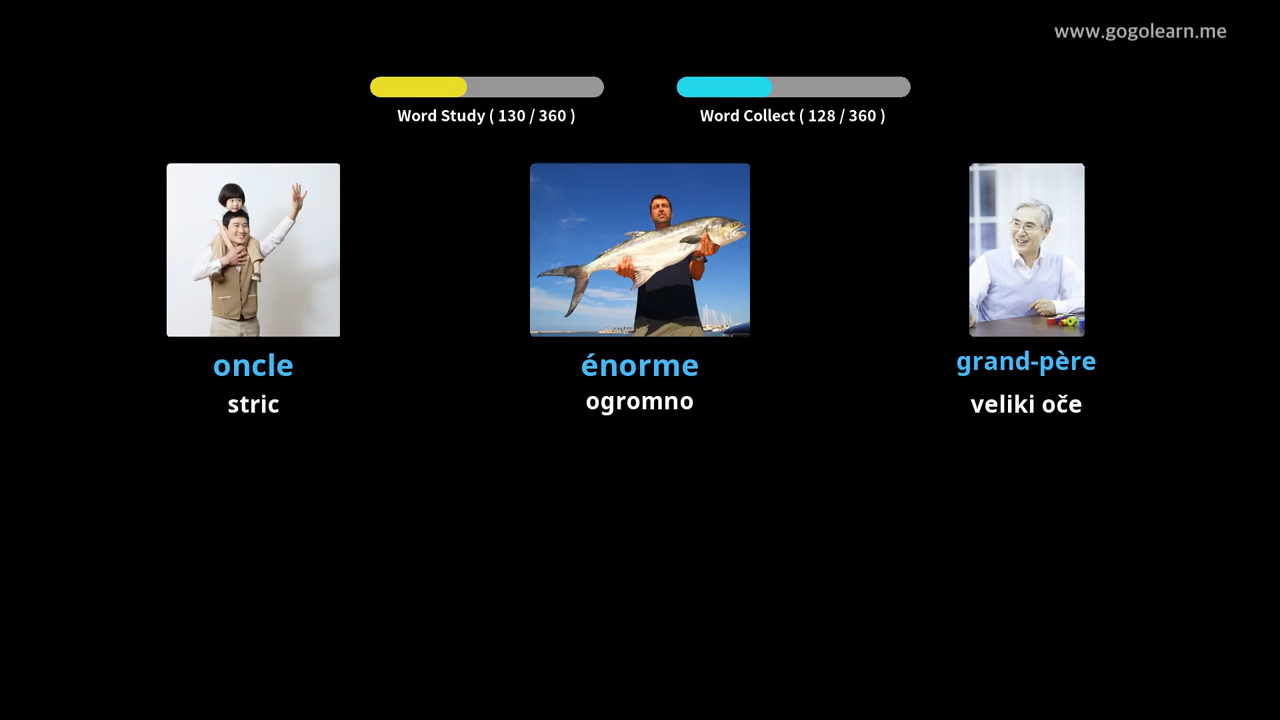 www.gogolearn.me
Word Study ( 130 / 360 )
Word Collect ( 128 / 360 )
oncle
stric
énorme
ogromno
grand-père
veliki oče